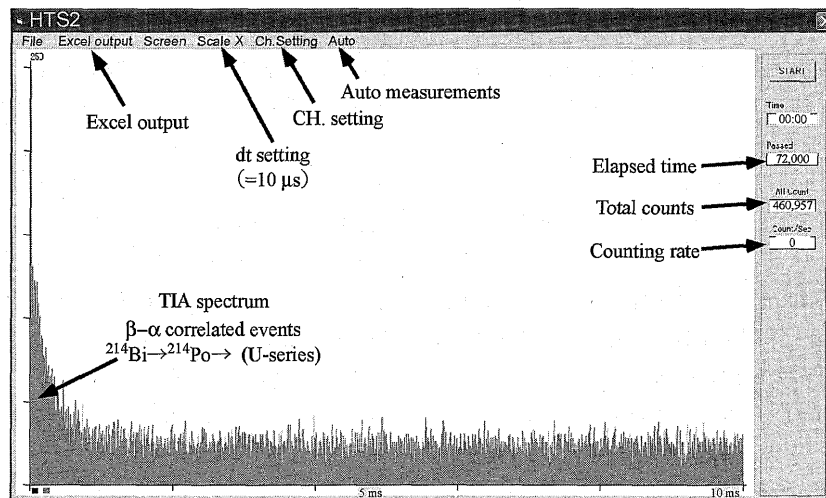 HTS2
File Excel output Screen Scale X Ch.Setting Auto
250
START
Time
00:00
Passed
72,000
All Count
460,957
Count/Sec
0
Excel output
dt setting
(=10 μs)
CH. setting
Auto measurements
Elapsed time
Total counts
Counting rate
TIA spectrum
β–α correlated events
²¹⁴Bi→²¹⁴Po→ (U-series)
5 ms
10 ms